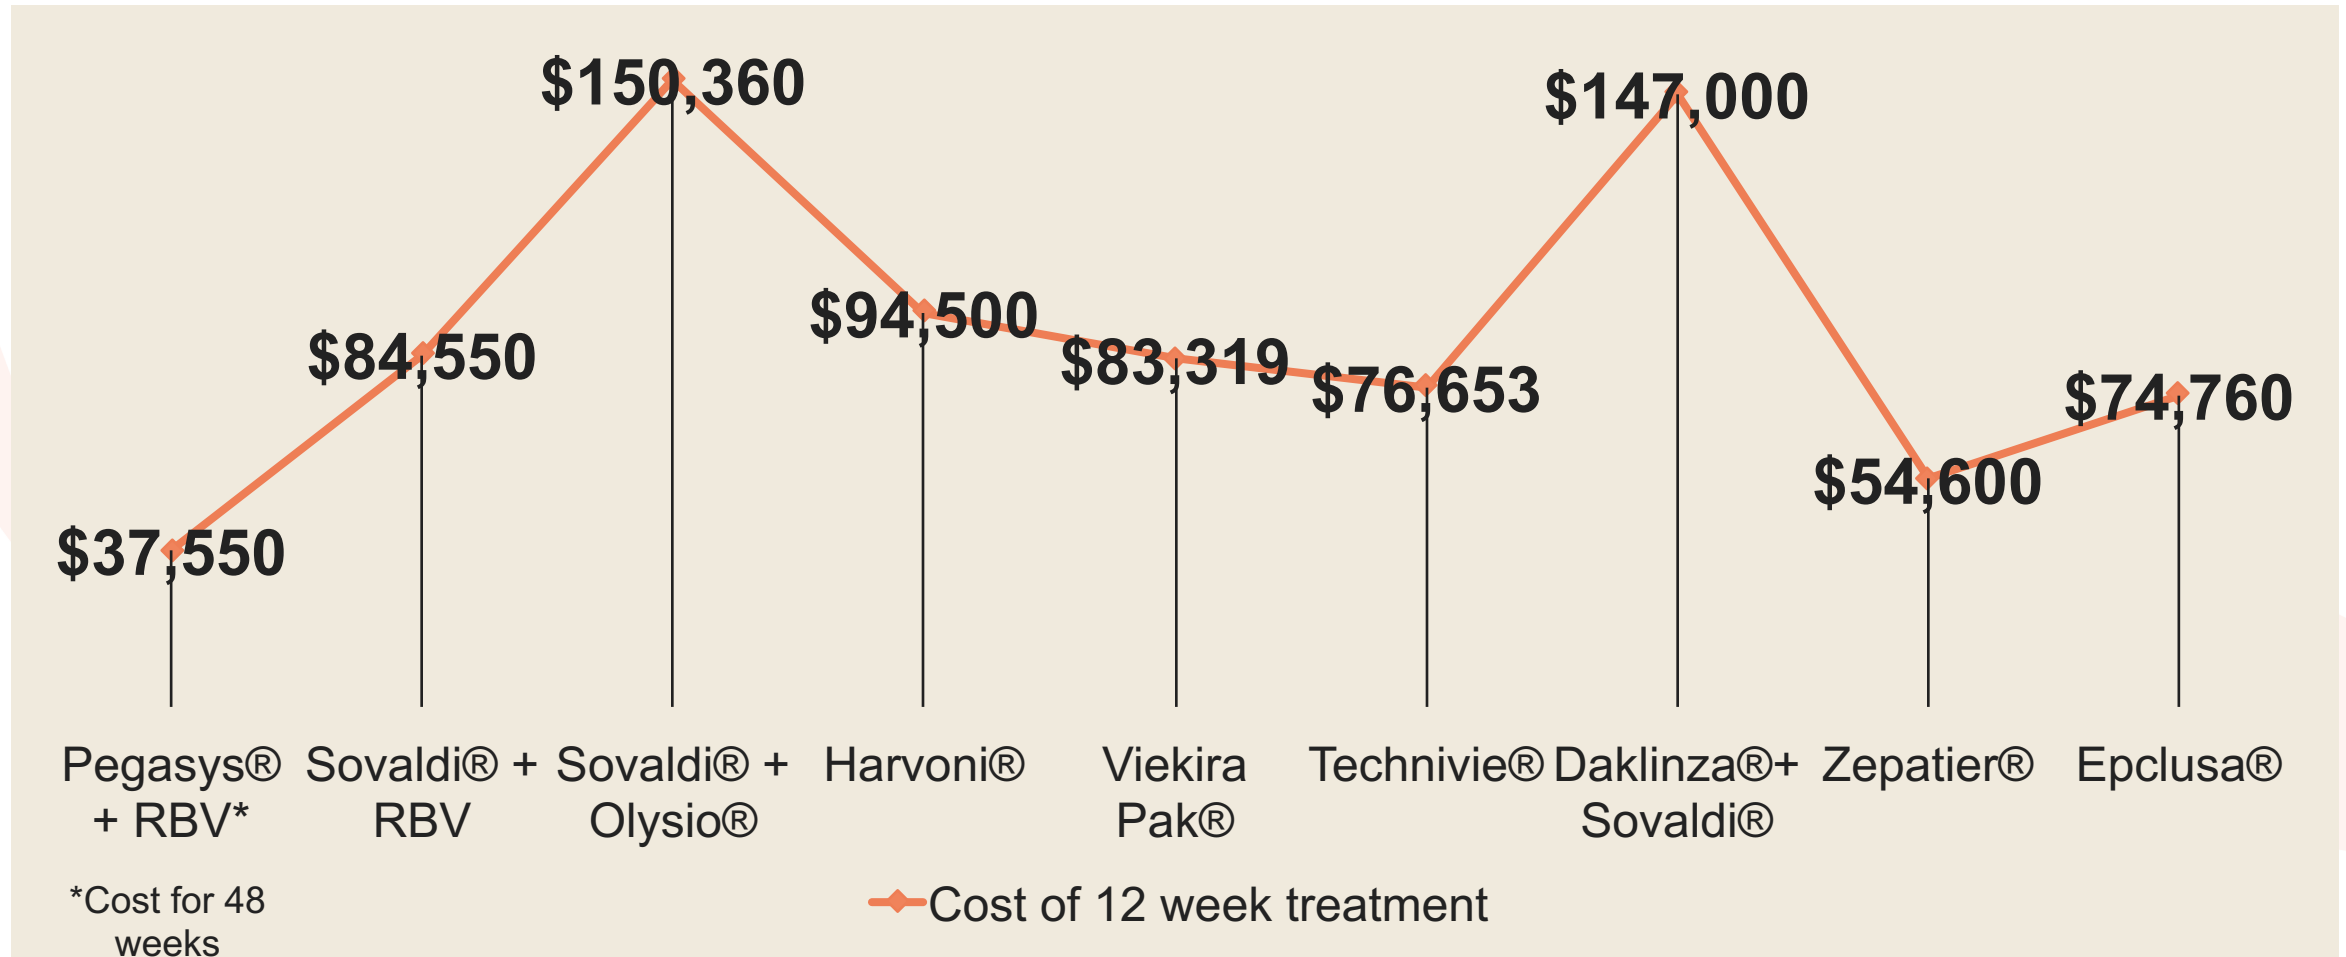 $150,360
$147,000
$94,500
$84,550
$83,319
$76,653
$74,760
$54,600
$37,550
Pegasys®
+ RBV*
Sovaldi® +
RBV
Sovaldi® +
Olysio®
Harvoni®
Viekira
Pak®
Technivie®
Daklinza®+
Sovaldi®
Zepatier®
Epclusa®
*Cost for 48
weeks
Cost of 12 week treatment